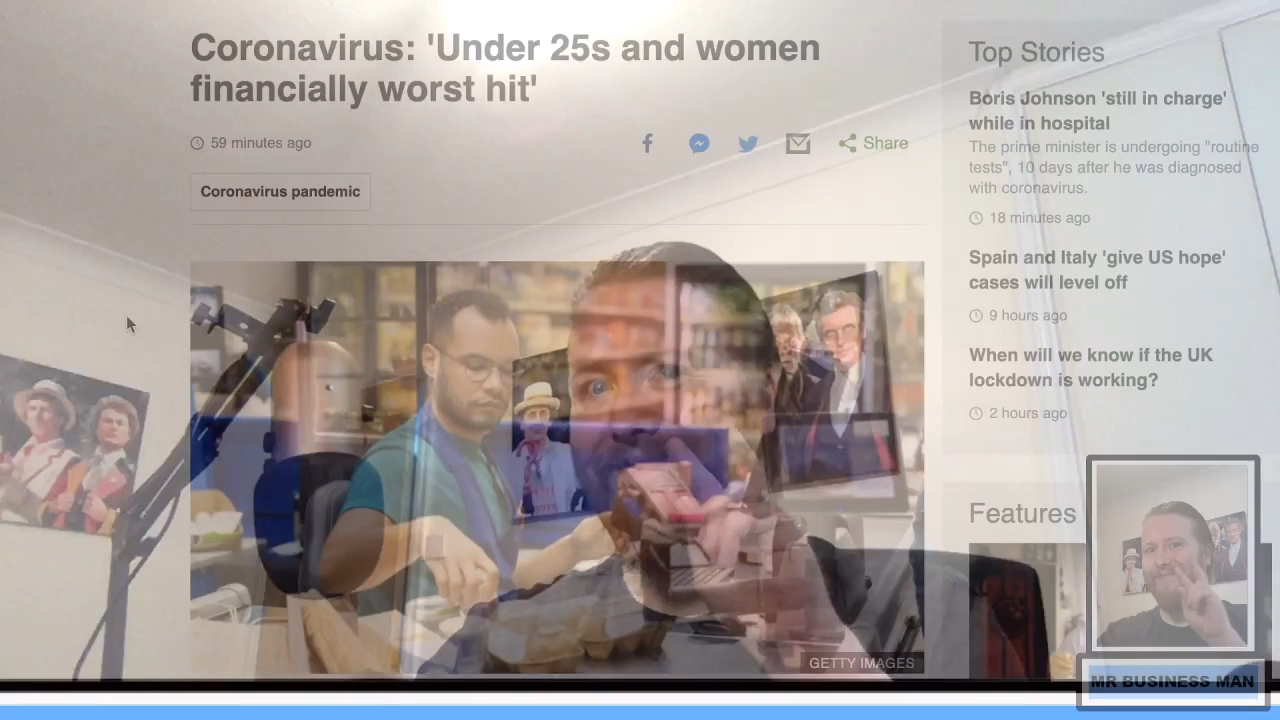 Coronavirus: 'Under 25s and women
financially worst hit'
59 minutes ago
Share
Coronavirus pandemic
GETTY IMAGES
Top Stories
Boris Johnson 'still in charge'
while in hospital
The prime minister is undergoing "routine
tests", 10 days after he was diagnosed
with coronavirus.
18 minutes ago
Spain and Italy 'give US hope'
cases will level off
9 hours ago
When will we know if the UK
lockdown is working?
2 hours ago
Features
MR BUSINESS MAN